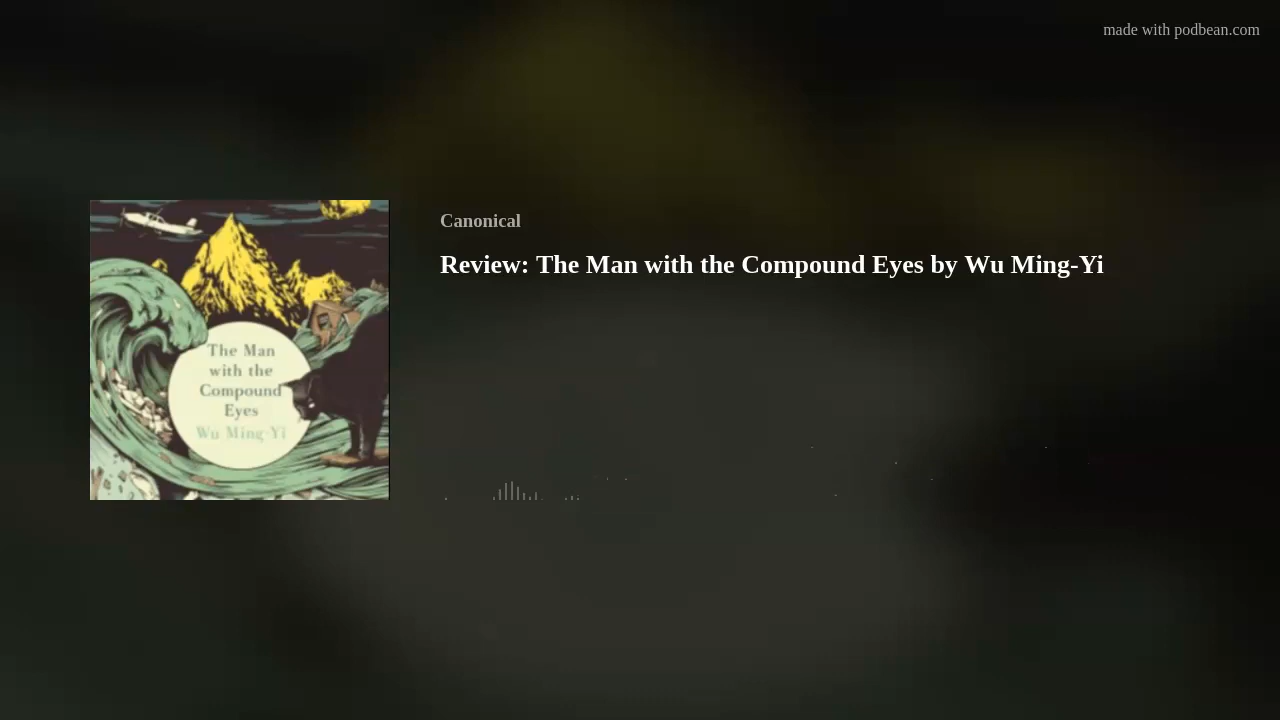 made with podbean.com
Canonical
Review: The Man with the Compound Eyes by Wu Ming-Yi
The Man
with the
Compound
Eyes
Wu Ming-Yi